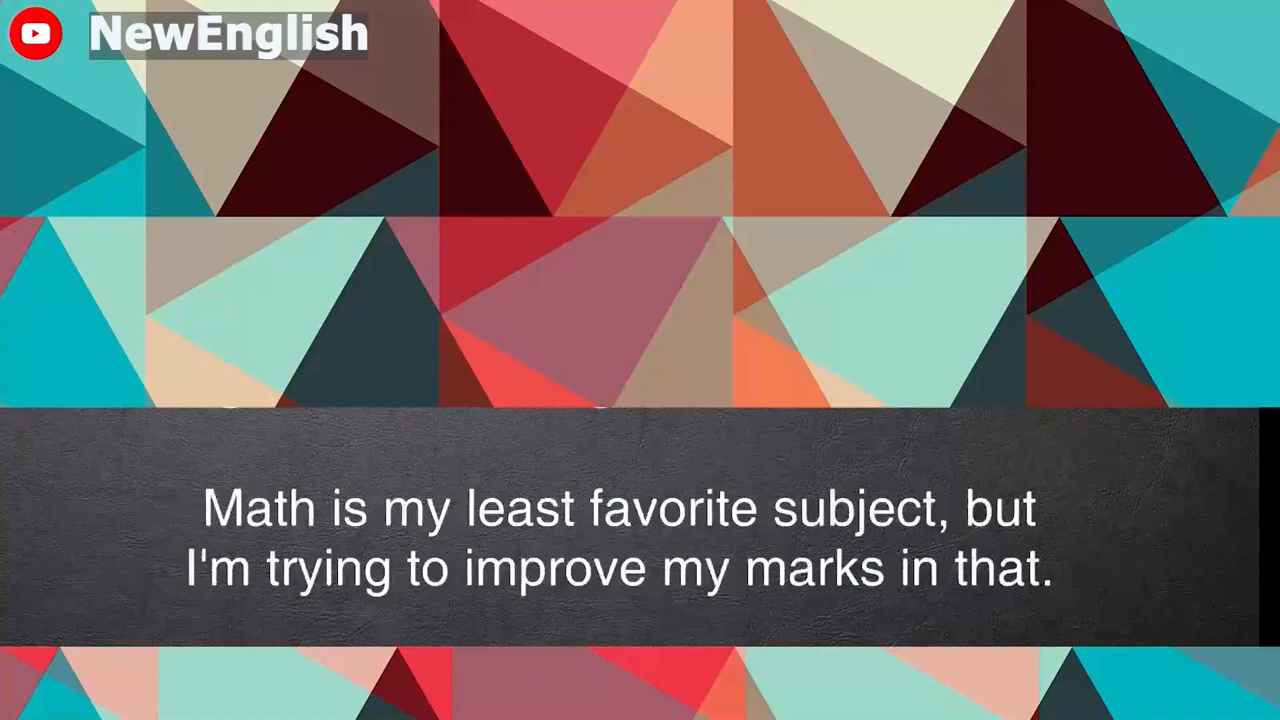 NewEnglish
Math is my least favorite subject, but
I'm trying to improve my marks in that.